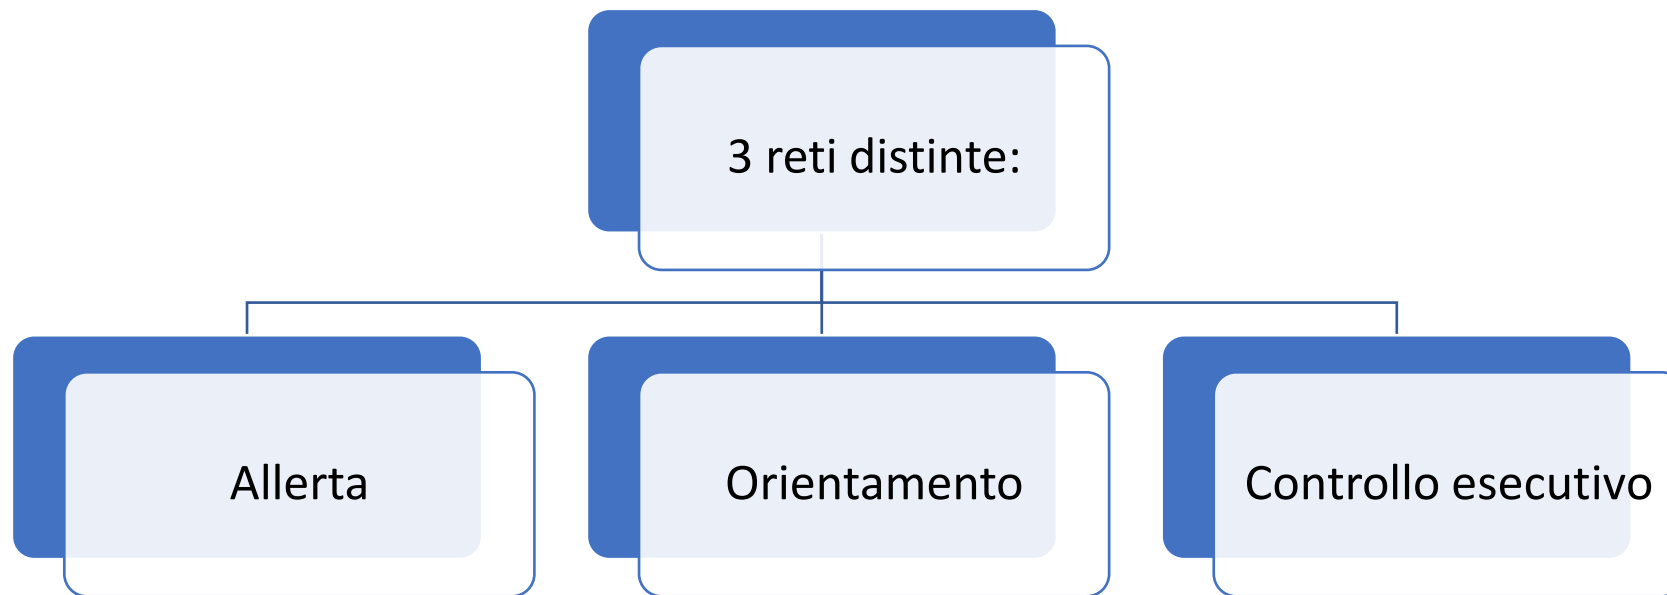 3 reti distinte:
Allerta
Orientamento
Controllo esecutivo